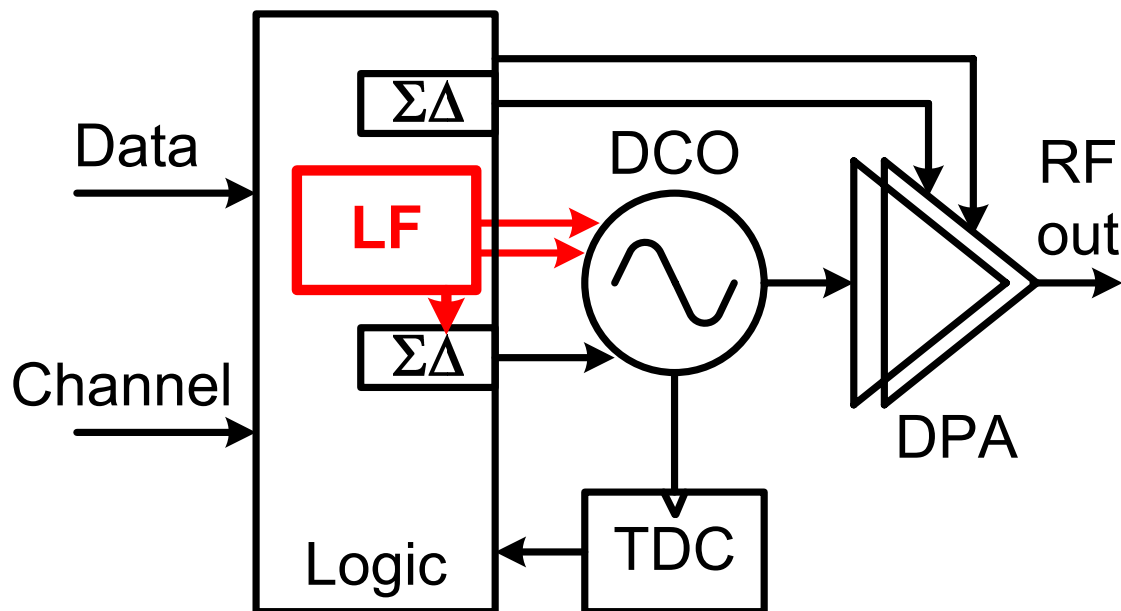 ΣΔ
Data
DCO
RF
out
LF
ΣΔ
Channel
DPA
Logic
TDC